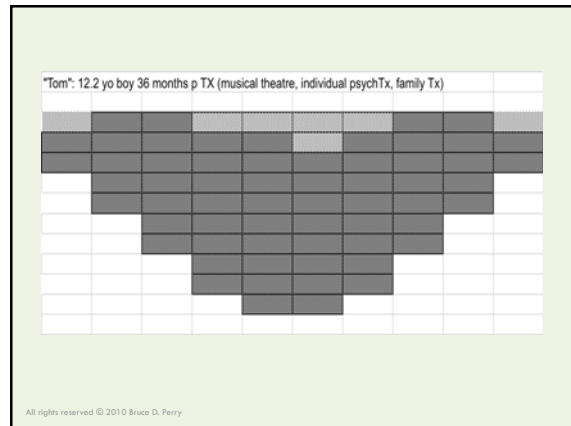 "Tom": 12.2 yo boy 36 months p TX (musical theatre, individual psychTx, family Tx)
All rights reserved © 2010 Bruce D. Perry